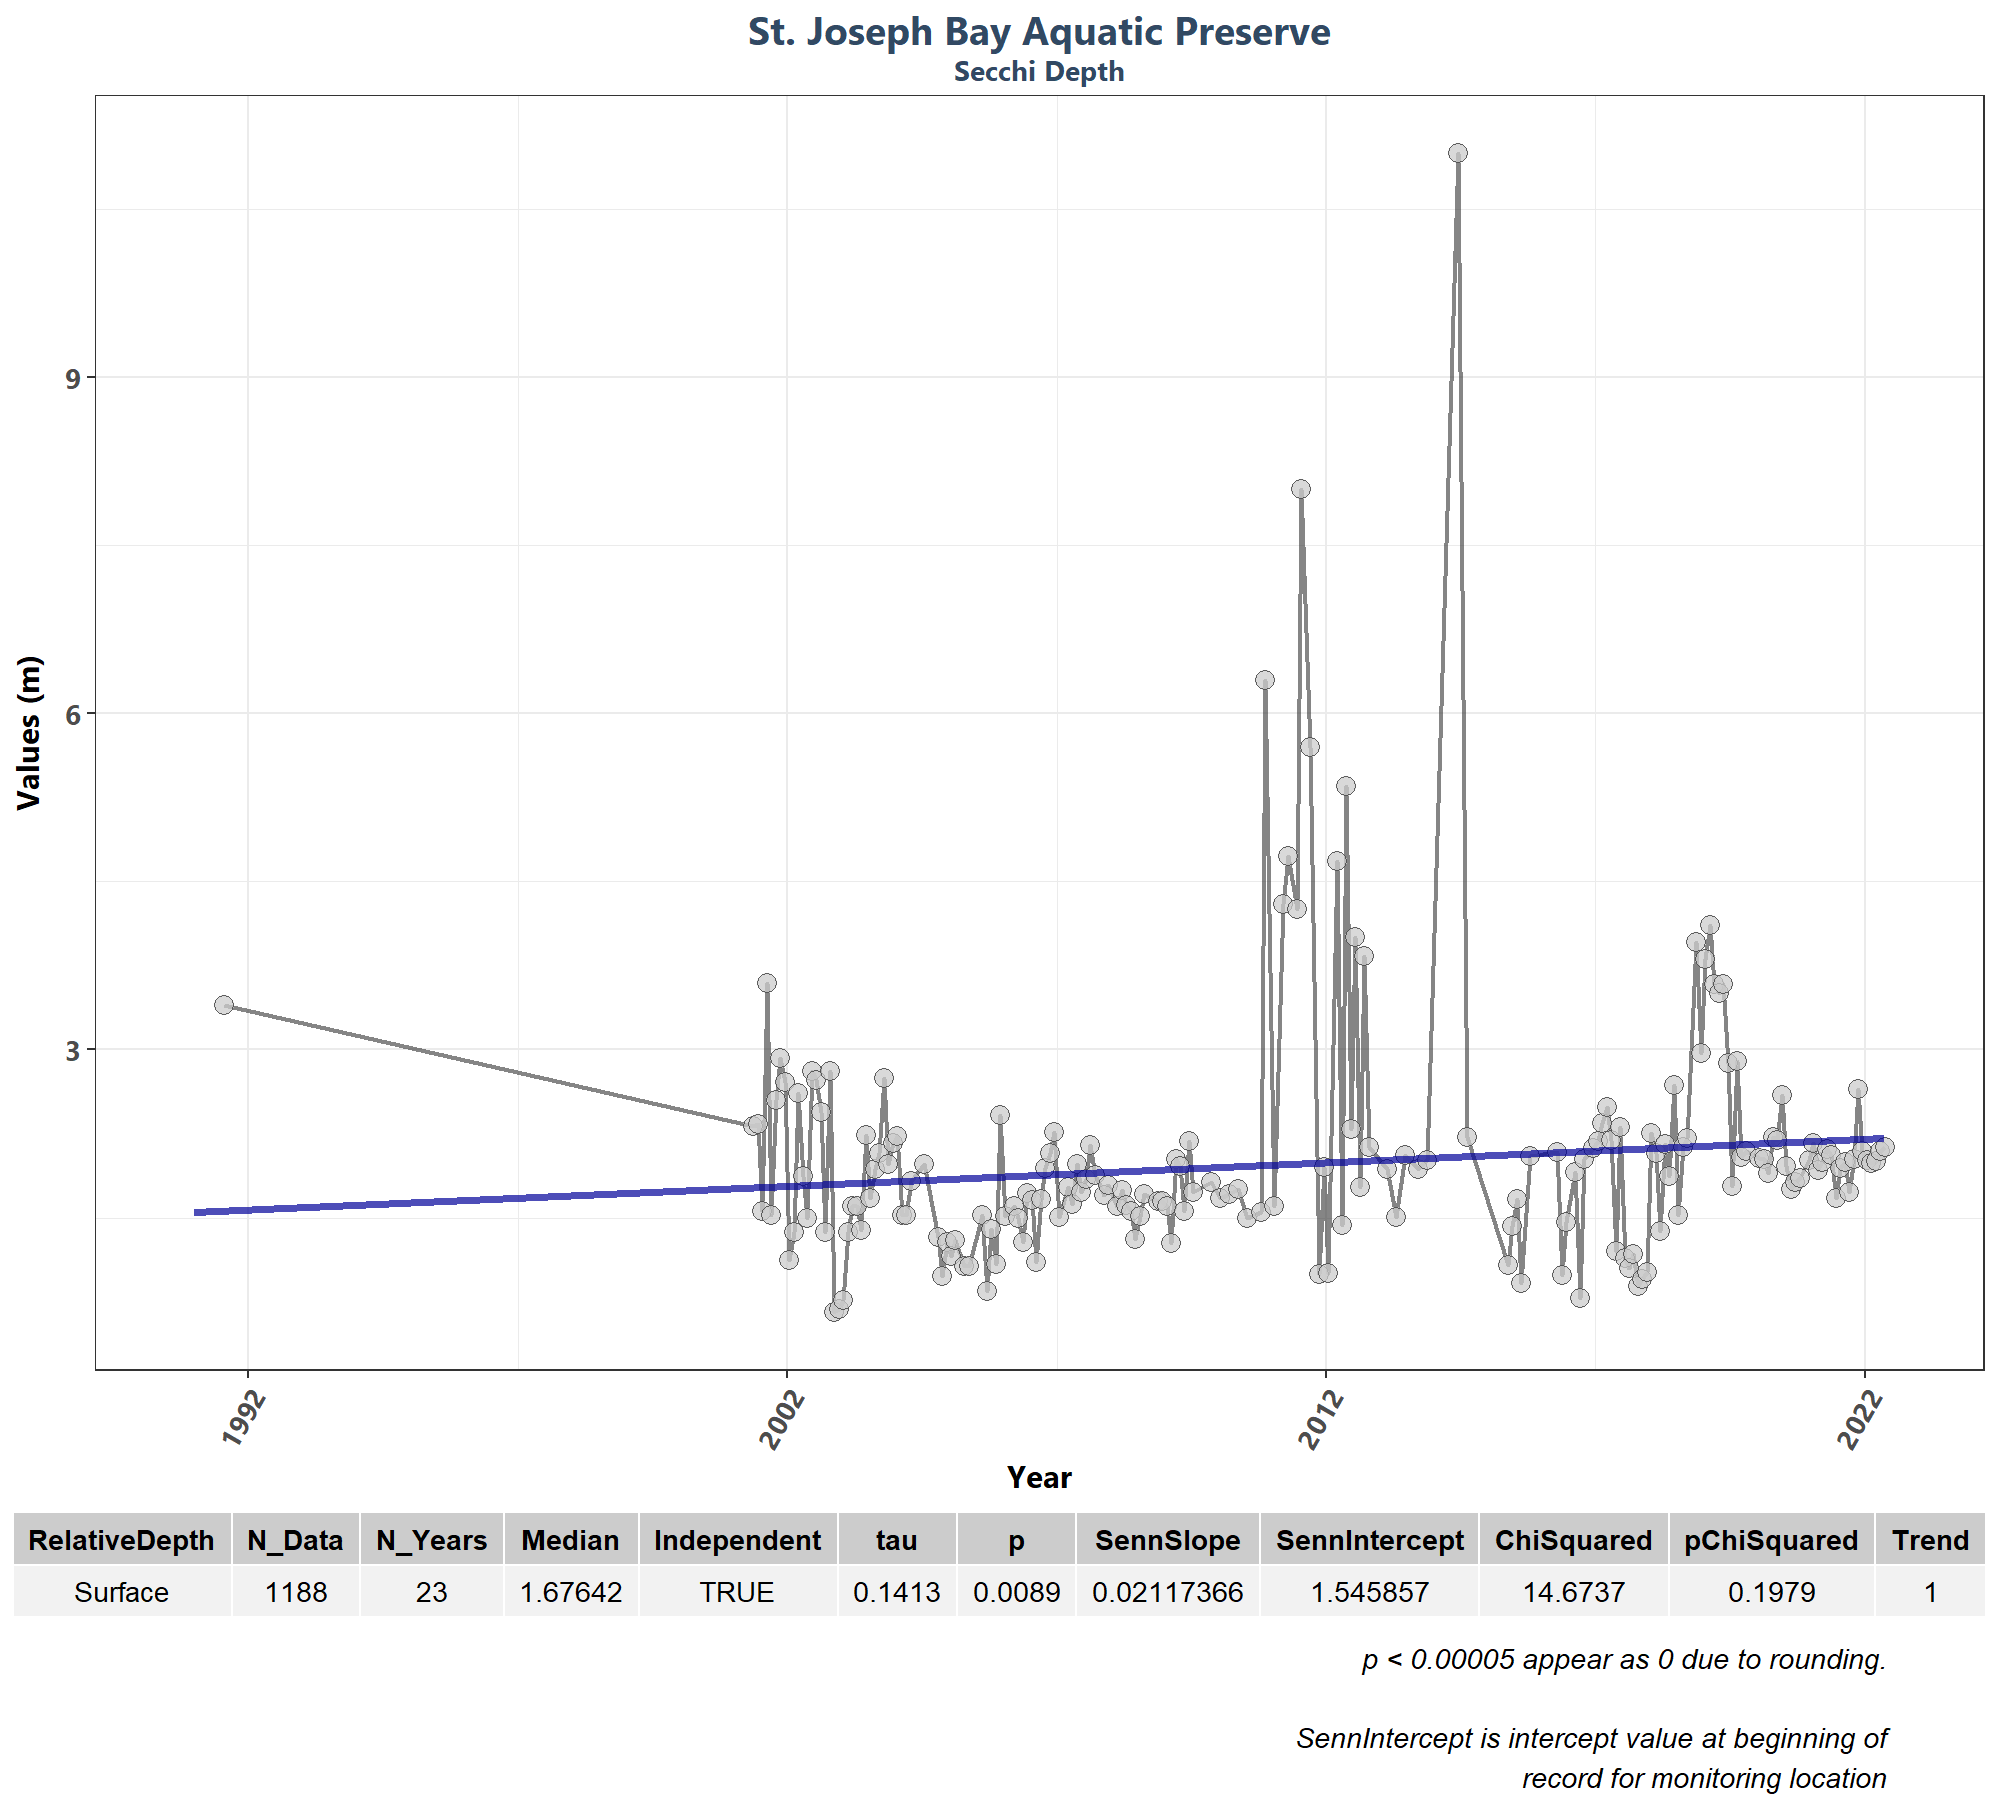 St. Joseph Bay Aquatic Preserve
Secchi Depth
Values (m)
9
6
3
1992
2002
2012
2022
Year
RelativeDepth N_Data N_Years Median Independent tau p SennSlope SennIntercept ChiSquared pChiSquared Trend
Surface 1188 23 1.67642 TRUE 0.1413 0.0089 0.02117366 1.545857 14.6737 0.1979 1
p < 0.00005 appear as 0 due to rounding.
SennIntercept is intercept value at beginning of
record for monitoring location